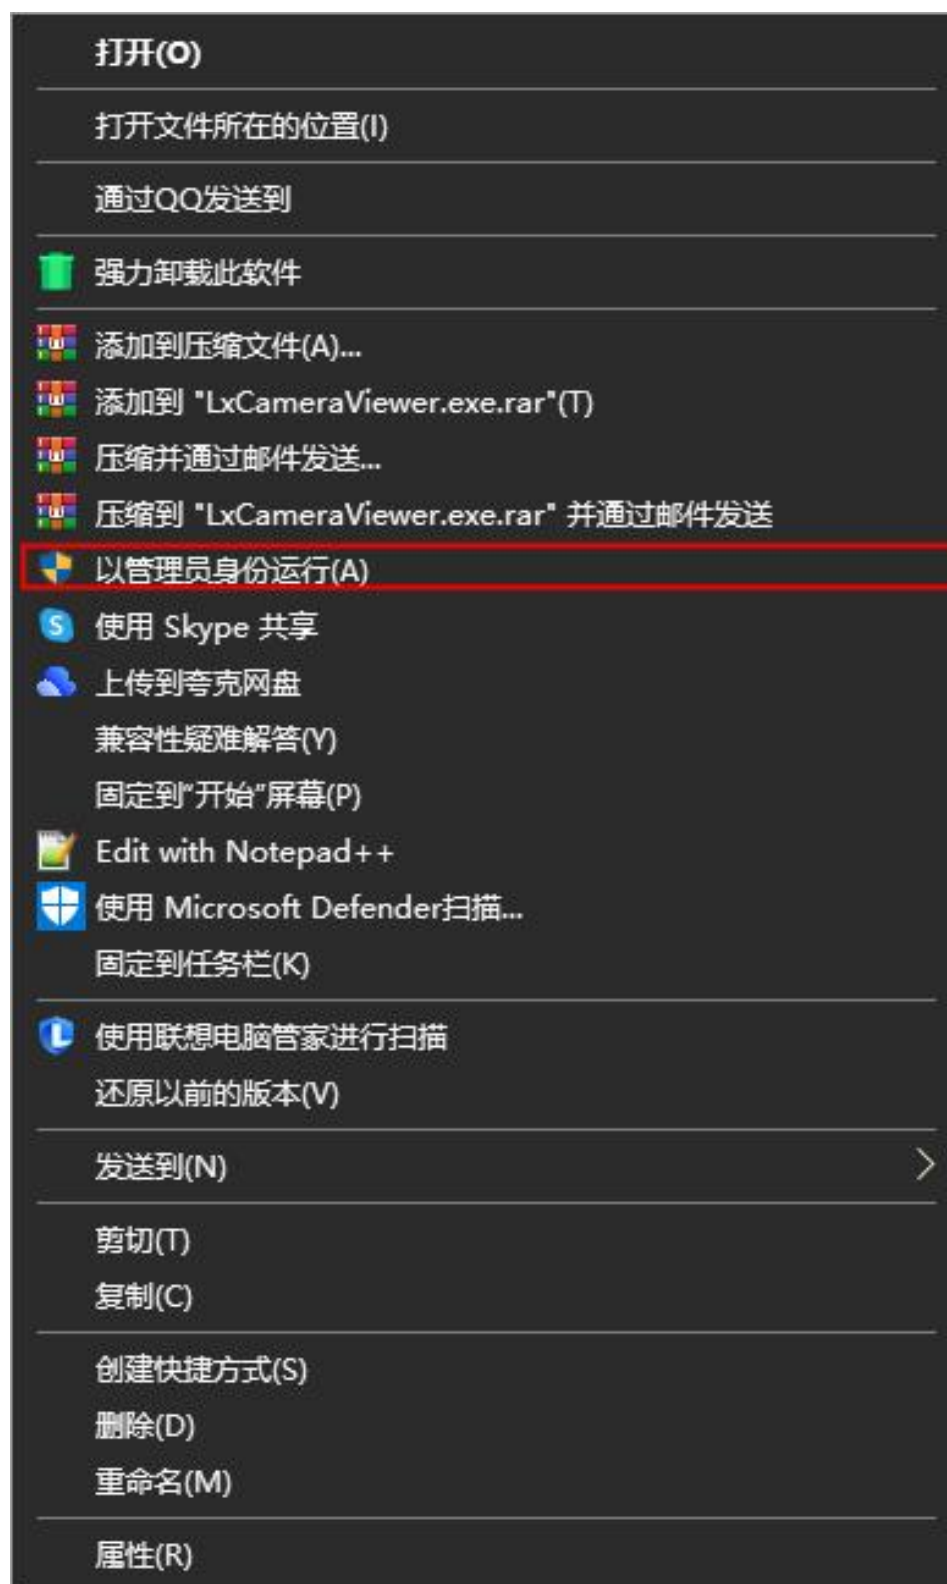 打开(O)
打开文件所在的位置(I)
通过QQ发送到
强力卸载此软件
添加到压缩文件(A)...
添加到 "LxCameraViewer.exe.rar"(T)
压缩并通过邮件发送...
压缩到 "LxCameraViewer.exe.rar" 并通过邮件发送
以管理员身份运行(A)
使用 Skype 共享
上传到夸克网盘
兼容性疑难解答(Y)
固定到“开始”屏幕(P)
Edit with Notepad++
使用 Microsoft Defender扫描...
固定到任务栏(K)
使用联想电脑管家进行扫描
还原以前的版本(V)
发送到(N)
剪切(T)
复制(C)
创建快捷方式(S)
删除(D)
重命名(M)
属性(R)